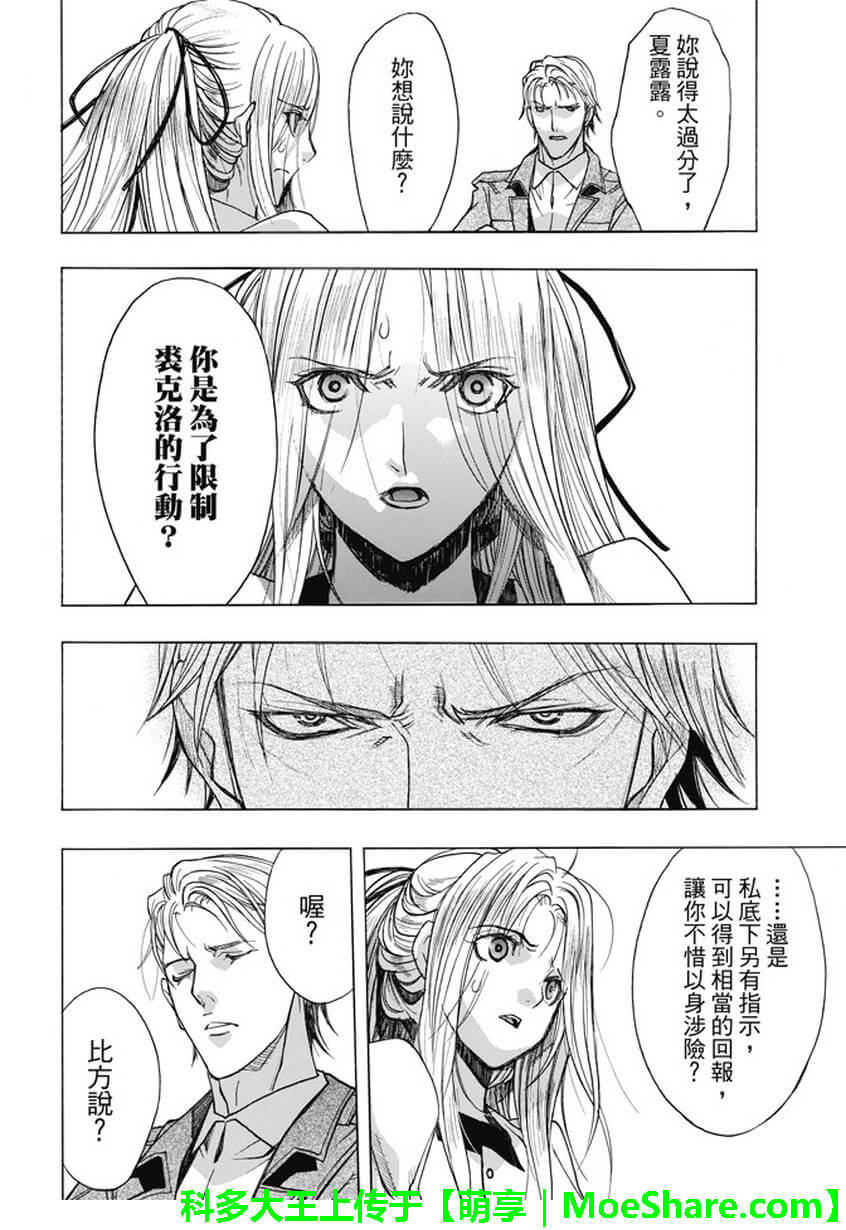 妳說得太過分了，
夏露露。
妳想說什麼？
你是為了限制
裘克洛的行動？
……還是
私底下另有指示，
可以得到相當的回報，
讓你不惜以身涉險？
喔？
比方說？
科多大王上传于【萌享｜MoeShare.com】